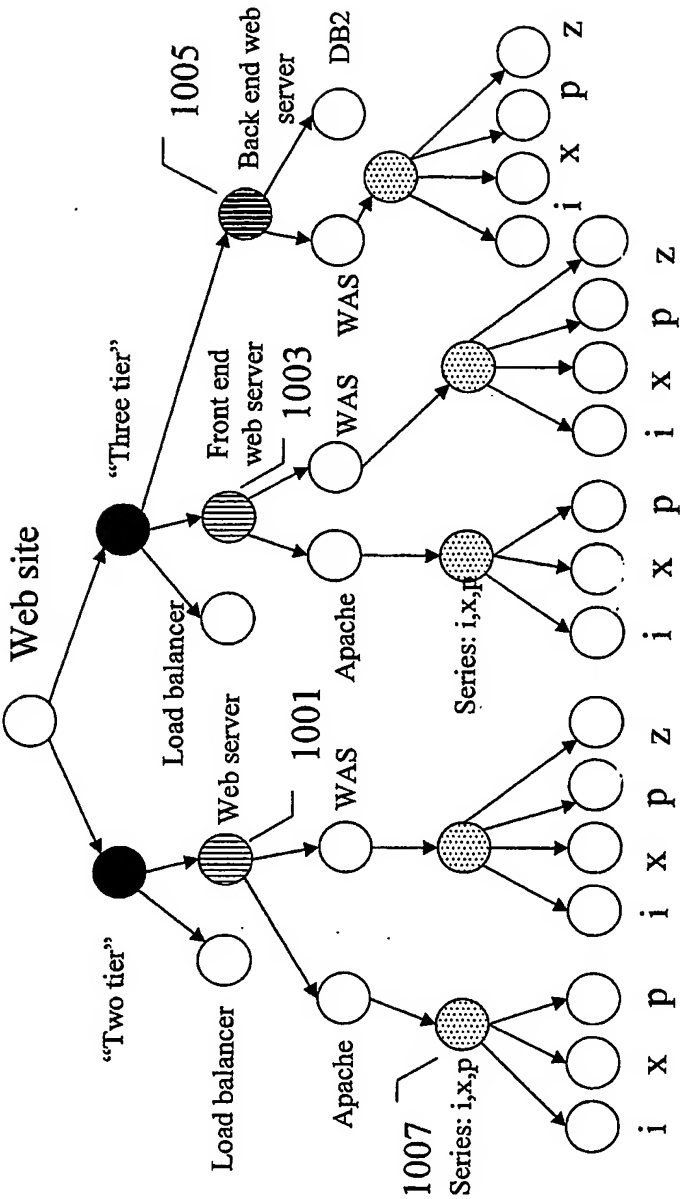 Web site
“Two tier”
“Three tier”
Load balancer
Web server
1001
Load balancer
Front end
web server
1003
Back end web
server
1005
Apache
WAS
Apache
WAS
WAS
DB2
1007
Series: i,x,p
Series: i,x,p
i x p
i x p z
i x p
i x p z
i x p z